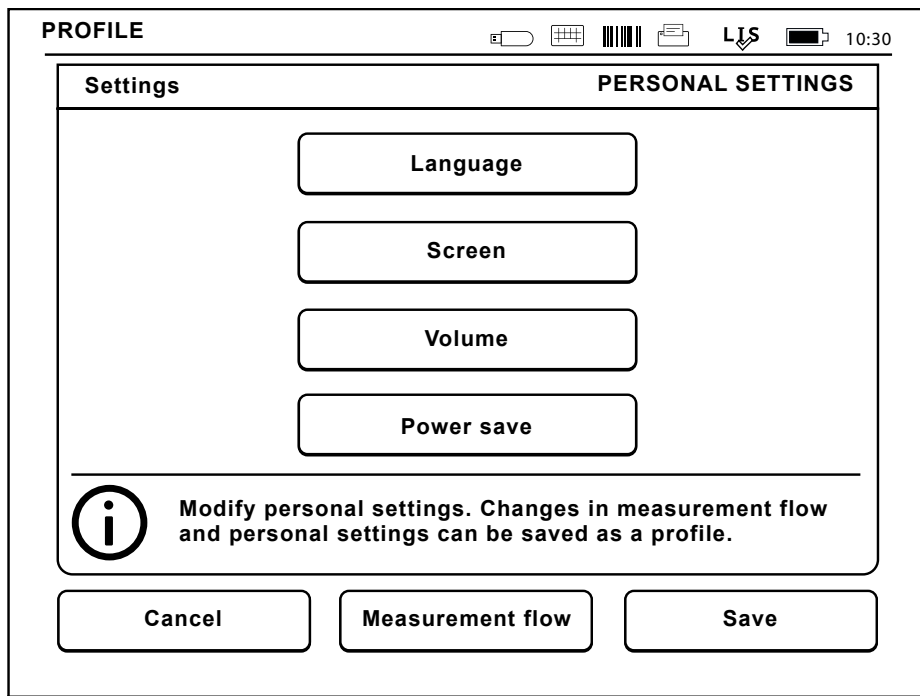 PROFILE
LIS 10:30
Settings PERSONAL SETTINGS
Language
Screen
Volume
Power save
Modify personal settings. Changes in measurement flow
and personal settings can be saved as a profile.
Cancel Measurement flow Save